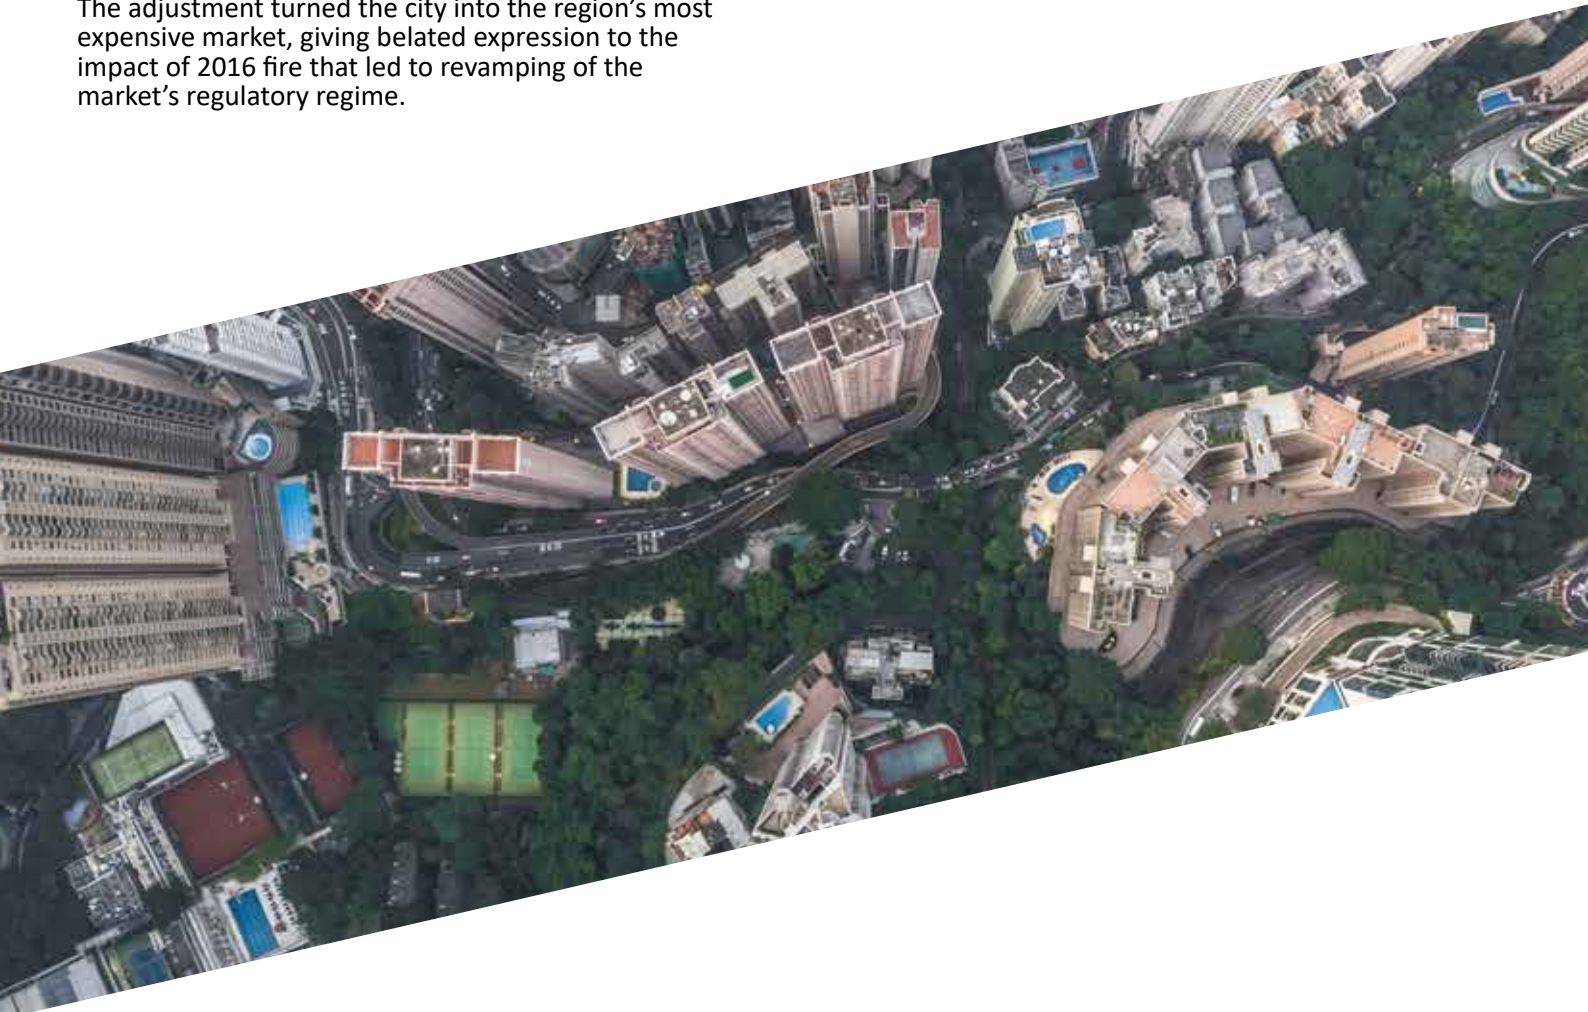 The adjustment turned the city into the region's most
expensive market, giving belated expression to the
impact of 2016 fire that led to revamping of the
market's regulatory regime.